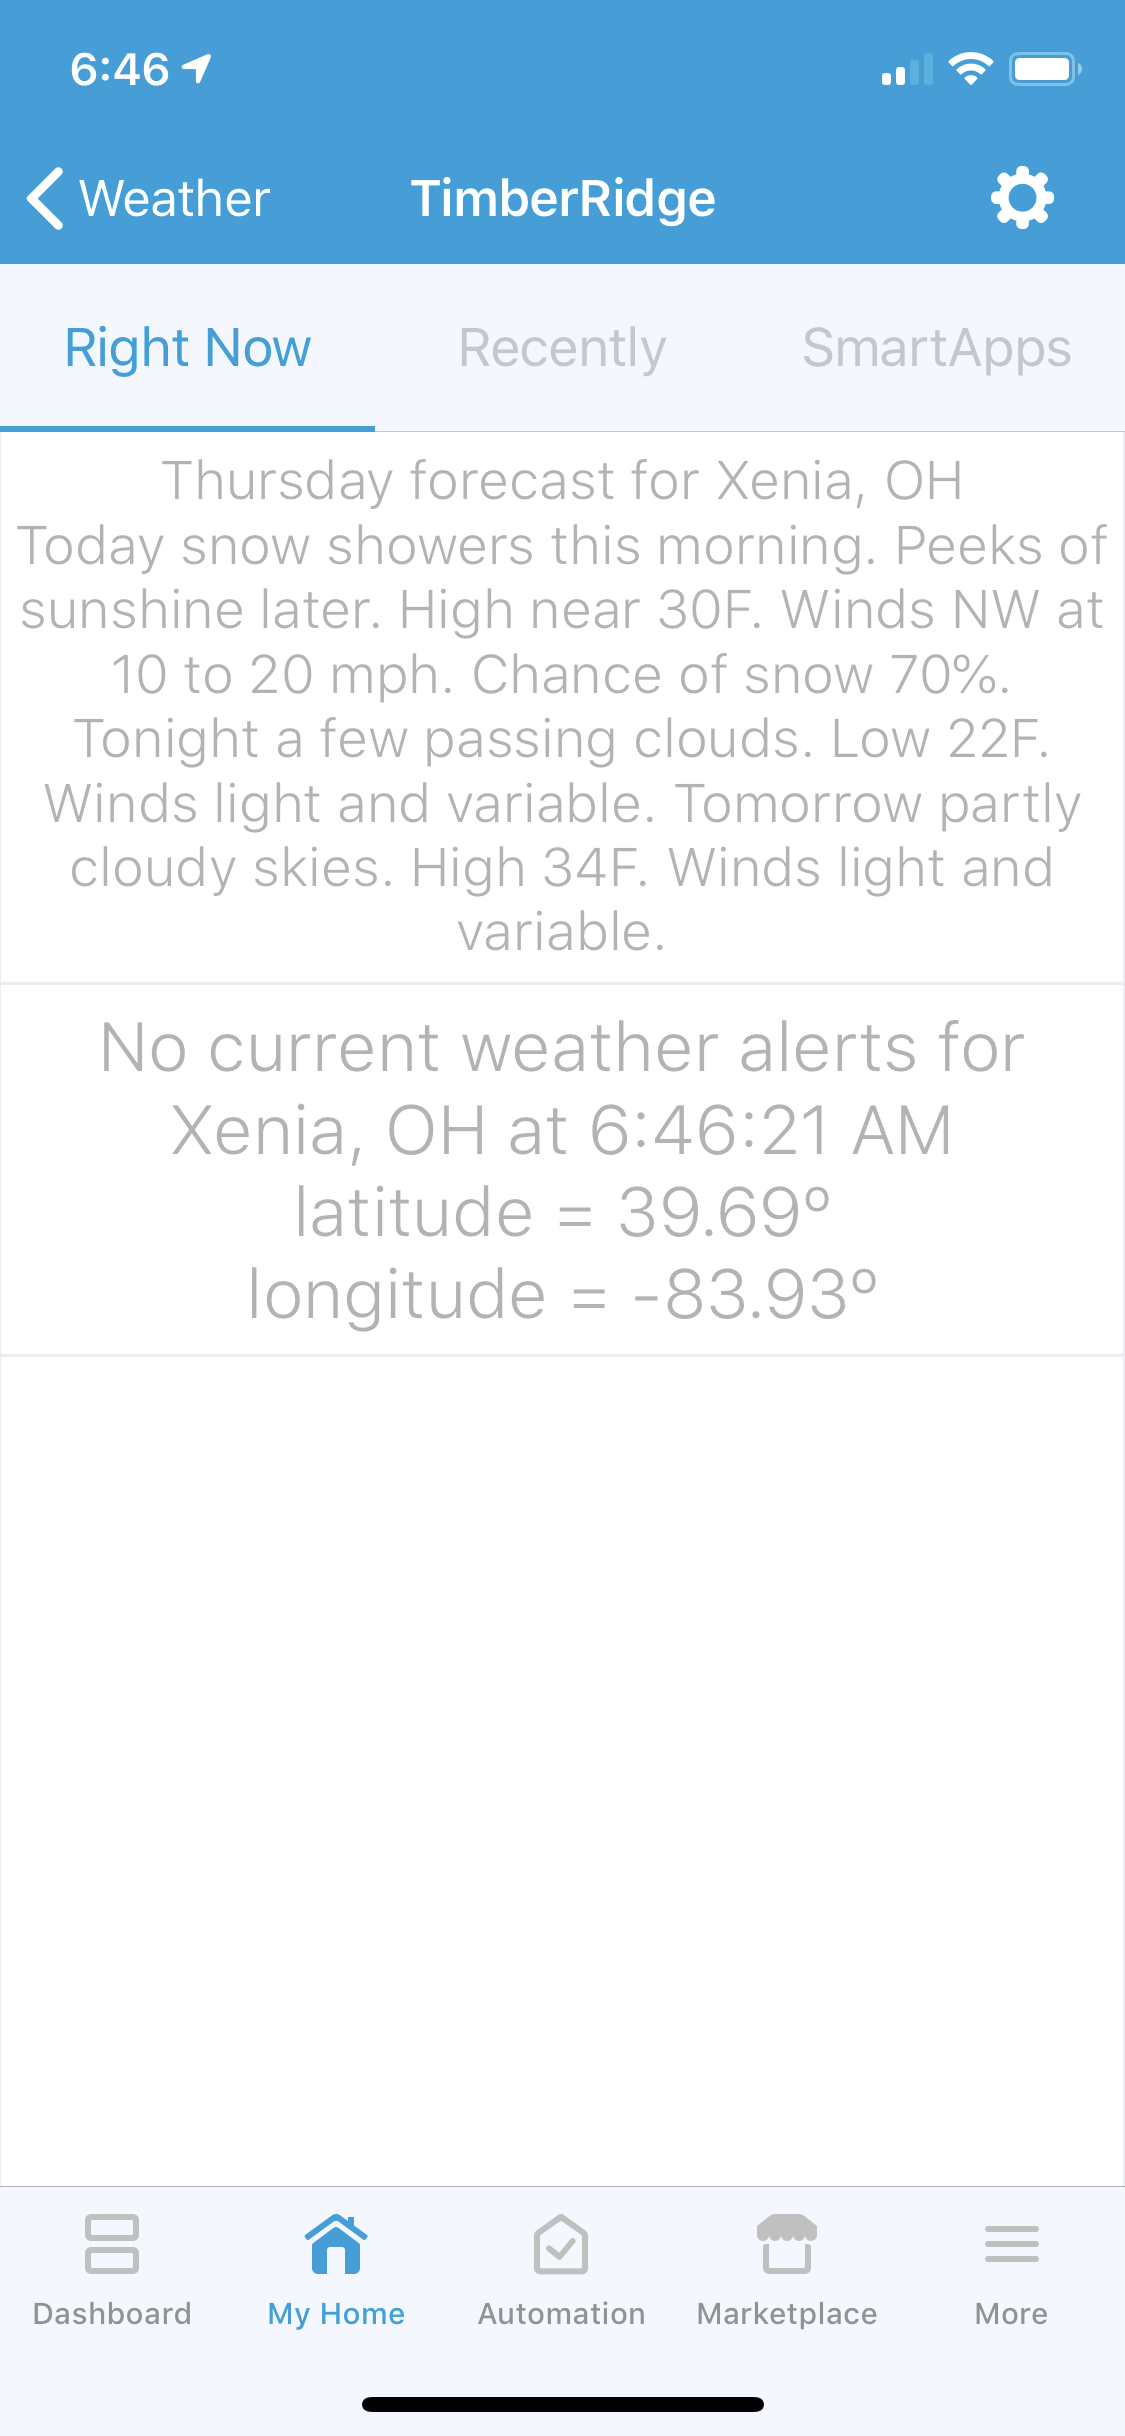 6:46
Weather
TimberRidge
Right Now
Recently
SmartApps
Thursday forecast for Xenia, OH
Today snow showers this morning. Peeks of
sunshine later. High near 30F. Winds NW at
10 to 20 mph. Chance of snow 70%.
Tonight a few passing clouds. Low 22F.
Winds light and variable. Tomorrow partly
cloudy skies. High 34F. Winds light and
variable.
No current weather alerts for
Xenia, OH at 6:46:21 AM
latitude = 39.69º
longitude = -83.93º
Dashboard
My Home
Automation
Marketplace
More